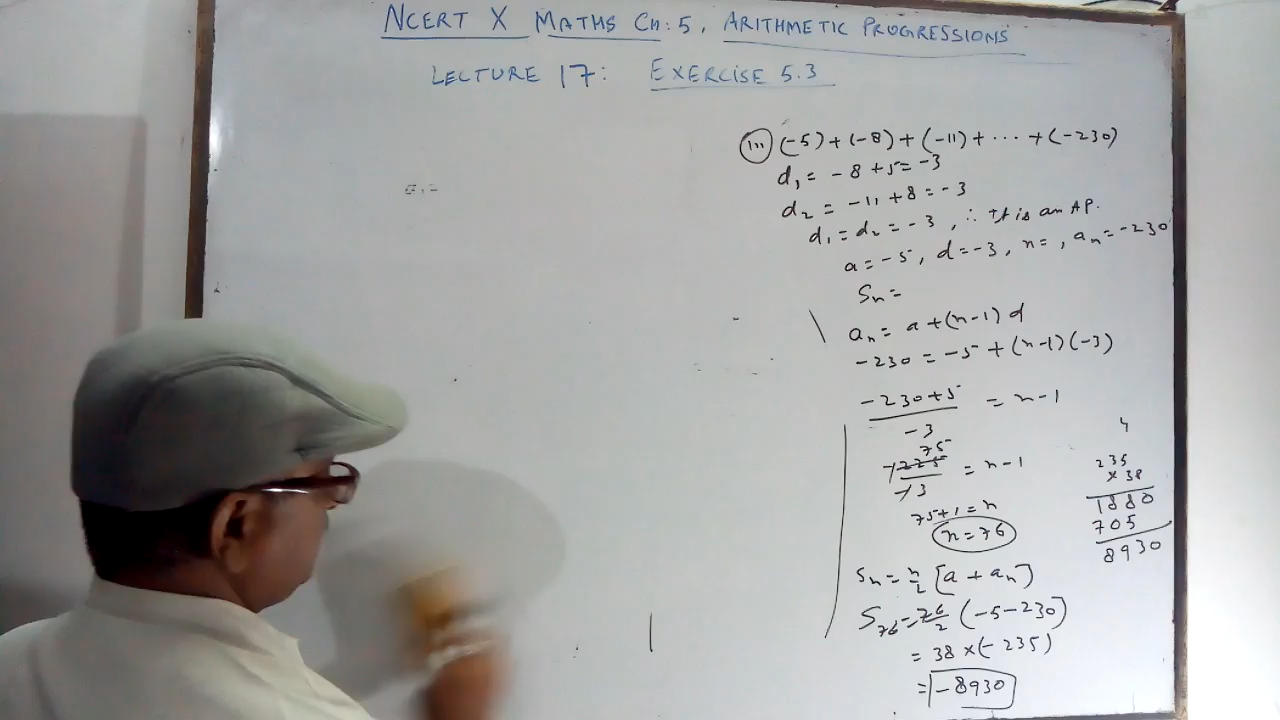 NCERT X MATHS CH: 5, ARITHMETIC PROGRESSIONS
LECTURE 17: EXERCISE 5.3
(iii) (-5) + (-8) + (-11) + ... + (-230)
d₁ = -8 + 5 = -3
d₂ = -11 + 8 = -3
d₁ = d₂ = -3, ∴ It is an AP.
a = -5, d = -3, n = , aₙ = -230
Sₙ =
aₙ = a + (n-1) d
-230 = -5 + (n-1)(-3)
-230+5 / -3 = n-1
75
-225 / -3 = n-1
75+1 = n
n = 76
Sₙ = n/2 [a + aₙ]
S₇₆ = 76/2 (-5-230)
= 38 × (-235)
= -8930
4
235
× 38
1880
705
8930